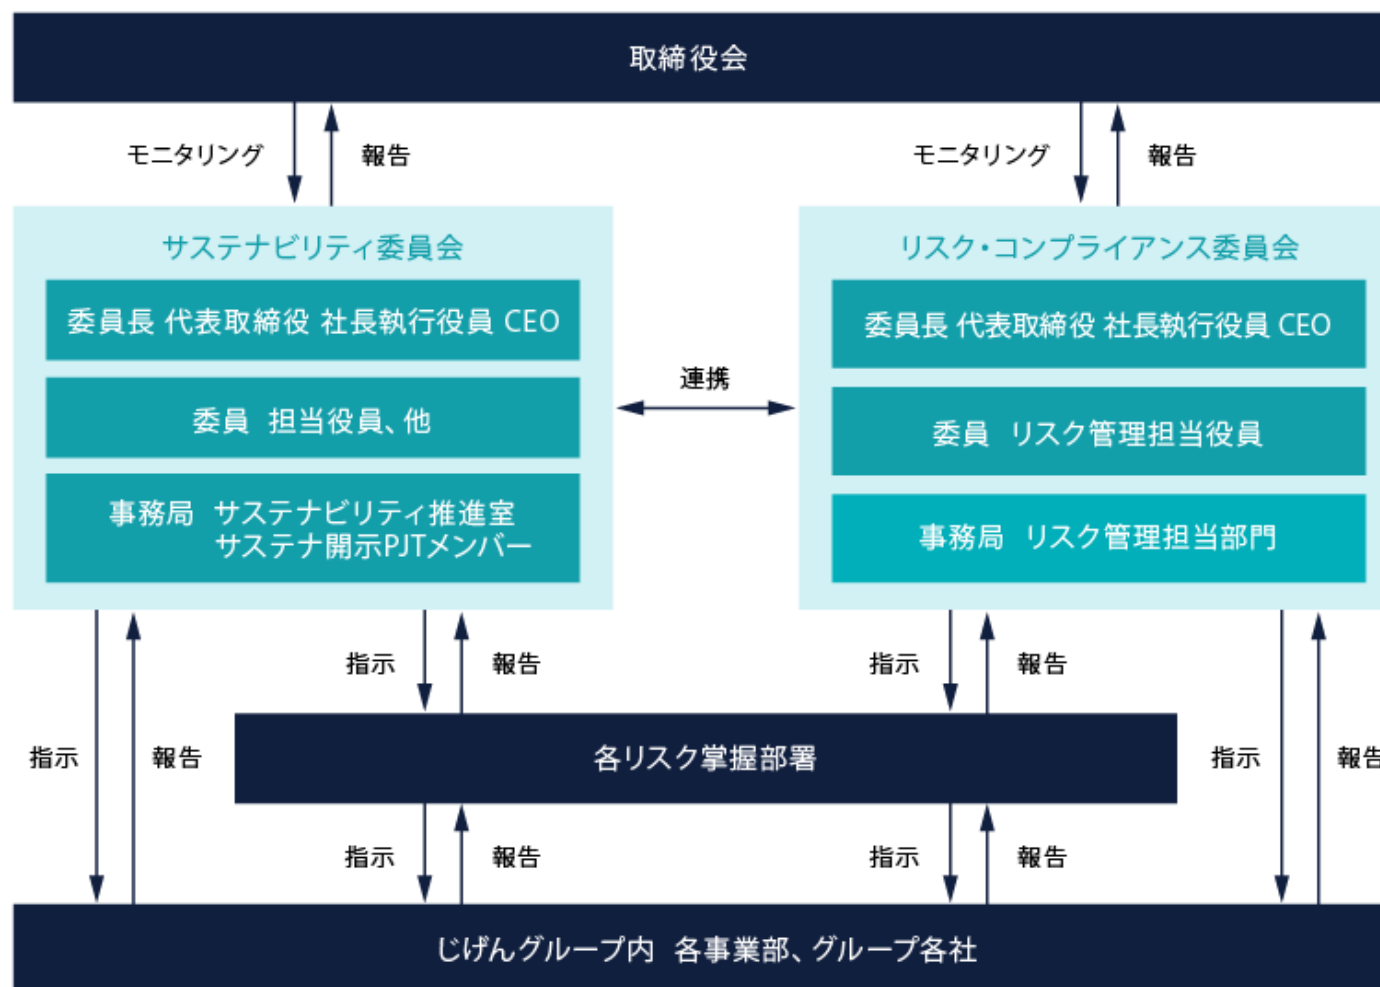 取締役会
モニタリング
報告
モニタリング
報告
サステナビリティ委員会
委員長 代表取締役 社長執行役員 CEO
委員 担当役員、他
事務局 サステナビリティ推進室
サステナ開示PJTメンバー
連携
リスク・コンプライアンス委員会
委員長 代表取締役 社長執行役員 CEO
委員 リスク管理担当役員
事務局 リスク管理担当部門
指示
報告
指示
報告
指示
報告
各リスク掌握部署
指示
報告
指示
報告
指示
報告
じげんグループ内 各事業部、グループ各社